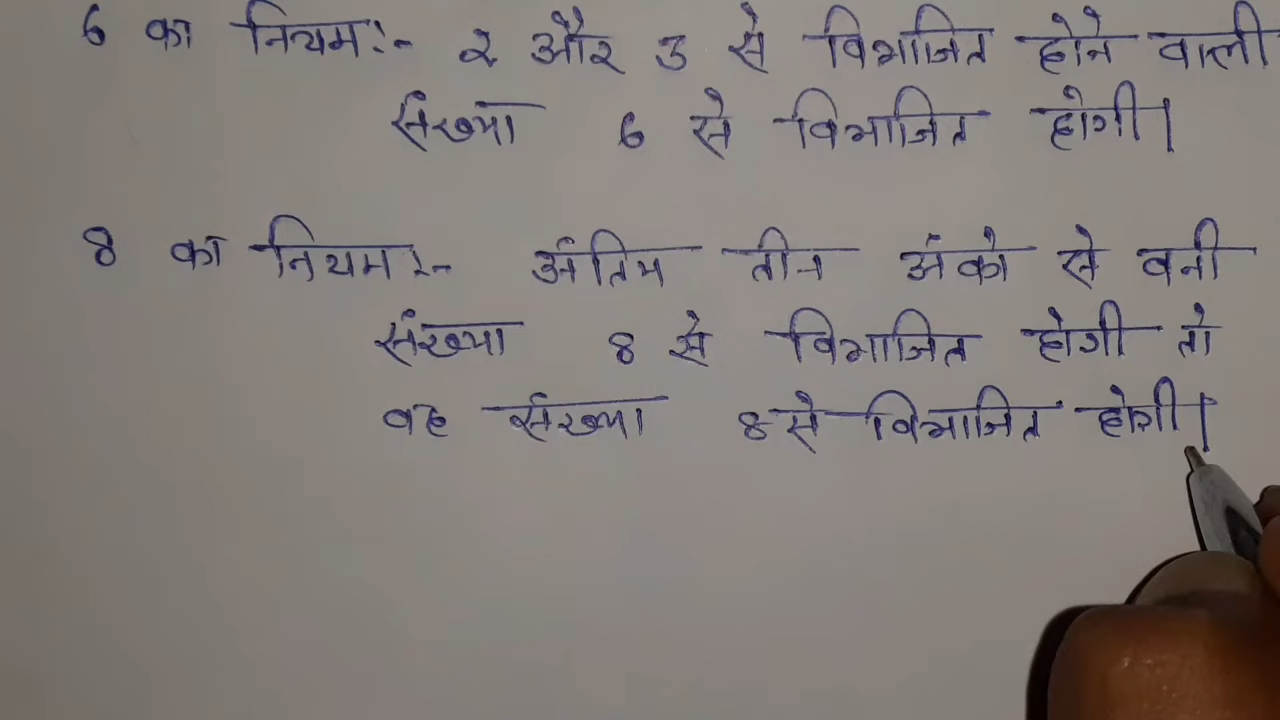 6 का नियम:- 2 और 3 से विभाजित होने वाली
संख्या 6 से विभाजित होगी।
8 का नियम:- अंतिम तीन अंको से बनी
संख्या 8 से विभाजित होगी तो
वह संख्या 8 से विभाजित होगी।